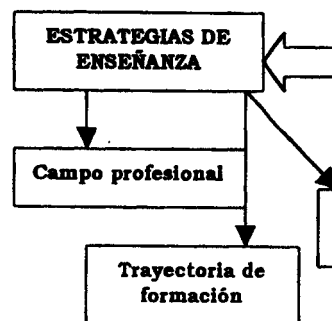 ESTRATEGIAS DE
ENSEÑANZA
Campo profesional
Trayectoria de
formación